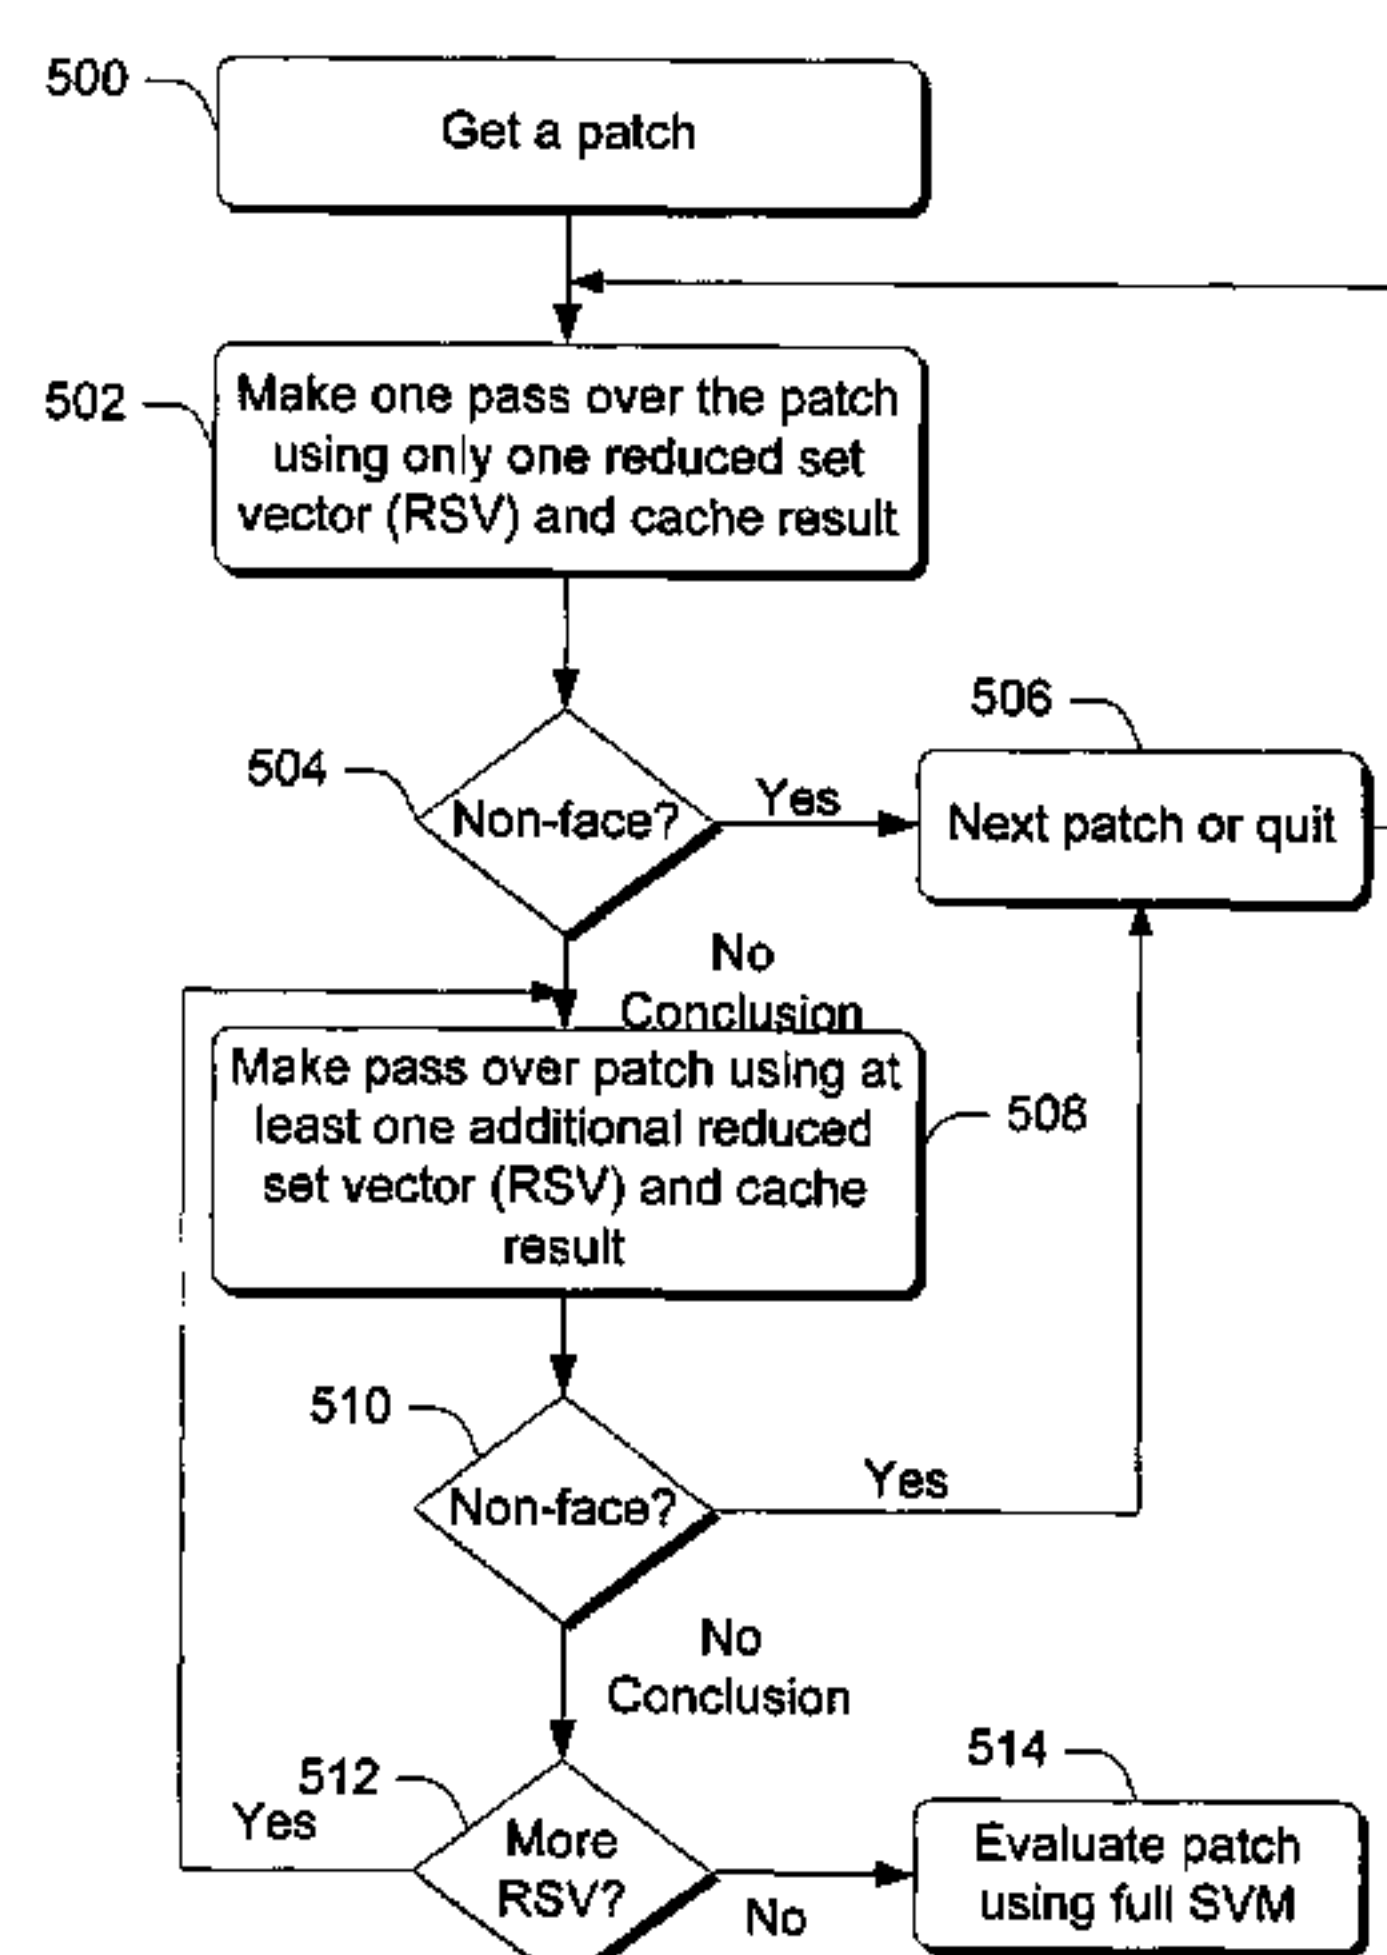 500
Get a patch
502
Make one pass over the patch
using only one reduced set
vector (RSV) and cache result
504
Non-face?
Yes
506
Next patch or quit
No
Conclusion
Make pass over patch using at
least one additional reduced
set vector (RSV) and cache
result
508
510
Non-face?
Yes
No
Conclusion
512
Yes
More
RSV?
No
514
Evaluate patch
using full SVM